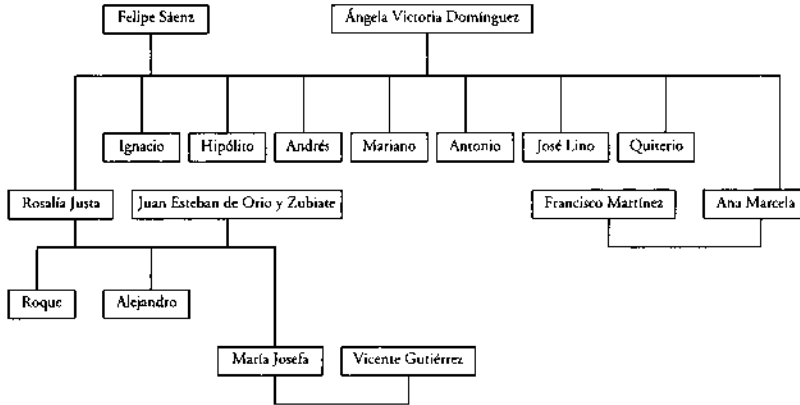 Felipe Sáenz
Ángela Victoria Domínguez
Ignacio
Hipólito
Andrés
Mariano
Antonio
José Lino
Quiterio
Rosalía Justa
Juan Esteban de Orio y Zubiate
Francisco Martínez
Ana Marcela
Roque
Alejandro
María Josefa
Vicente Gutiérrez